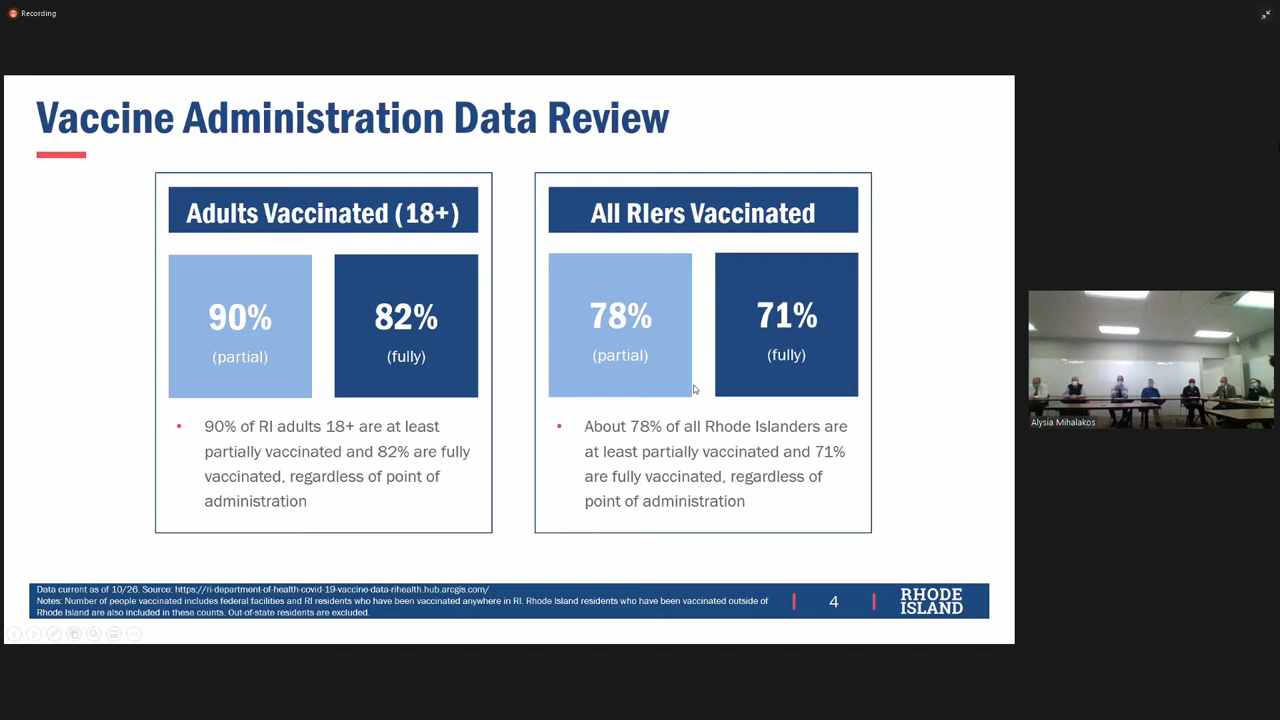 Recording
Vaccine Administration Data Review
Adults Vaccinated (18+)
90%
(partial)
82%
(fully)
• 90% of RI adults 18+ are at least
partially vaccinated and 82% are fully
vaccinated, regardless of point of
administration
All RIers Vaccinated
78%
(partial)
71%
(fully)
• About 78% of all Rhode Islanders are
at least partially vaccinated and 71%
are fully vaccinated, regardless of
point of administration
Alysia Mihalakos
Data current as of 10/26. Source: https://ri-department-of-health-covid-19-vaccine-data-rihealth.hub.arcgis.com/
Notes: Number of people vaccinated includes federal facilities and RI residents who have been vaccinated anywhere in RI. Rhode Island residents who have been vaccinated outside of
Rhode Island are also included in these counts. Out-of-state residents are excluded.
4
RHODE
ISLAND